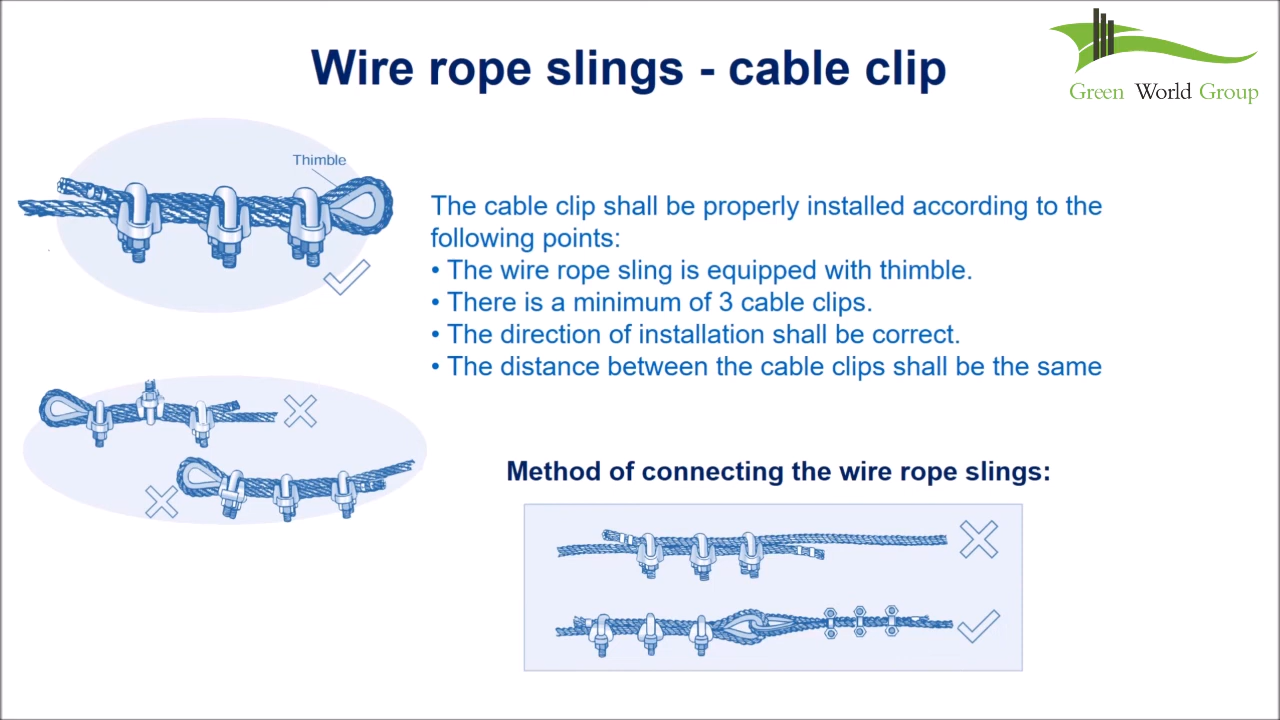 Wire rope slings - cable clip
Green World Group
Thimble
The cable clip shall be properly installed according to the
following points:
• The wire rope sling is equipped with thimble.
• There is a minimum of 3 cable clips.
• The direction of installation shall be correct.
• The distance between the cable clips shall be the same
Method of connecting the wire rope slings: